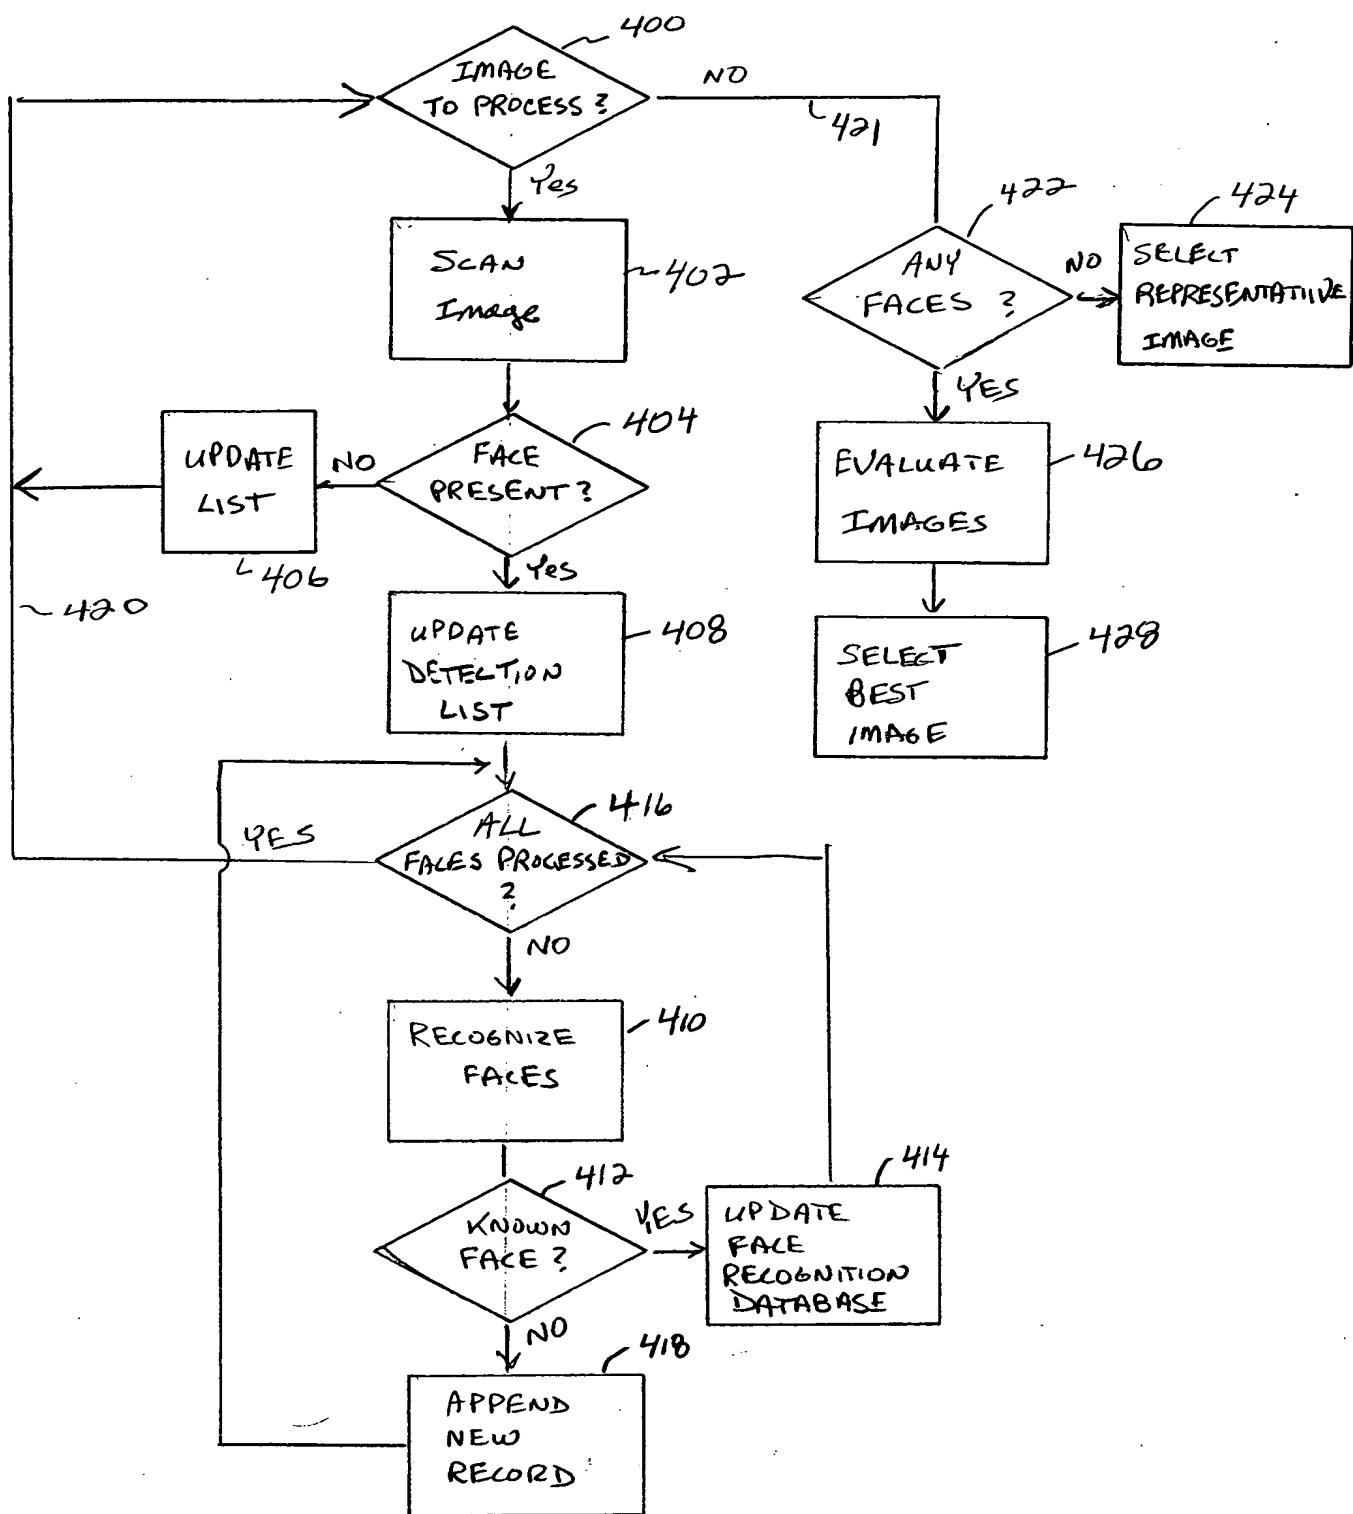 400
IMAGE
TO PROCESS?
NO
421
Yes
SCAN
Image
402
422
ANY
FACES ?
NO
424
SELECT
REPRESENTATIIVE
IMAGE
YES
404
FACE
PRESENT?
NO
UPDATE
LIST
406
420
Yes
EVALUATE
IMAGES
426
UPDATE
DETECTION
LIST
408
SELECT
BEST
IMAGE
428
416
ALL
FACES PROCESSED
?
YES
NO
RECOGNIZE
FACES
410
412
KNOWN
FACE?
YES
414
UPDATE
FACE
RECOGNITION
DATABASE
NO
418
APPEND
NEW
RECORD